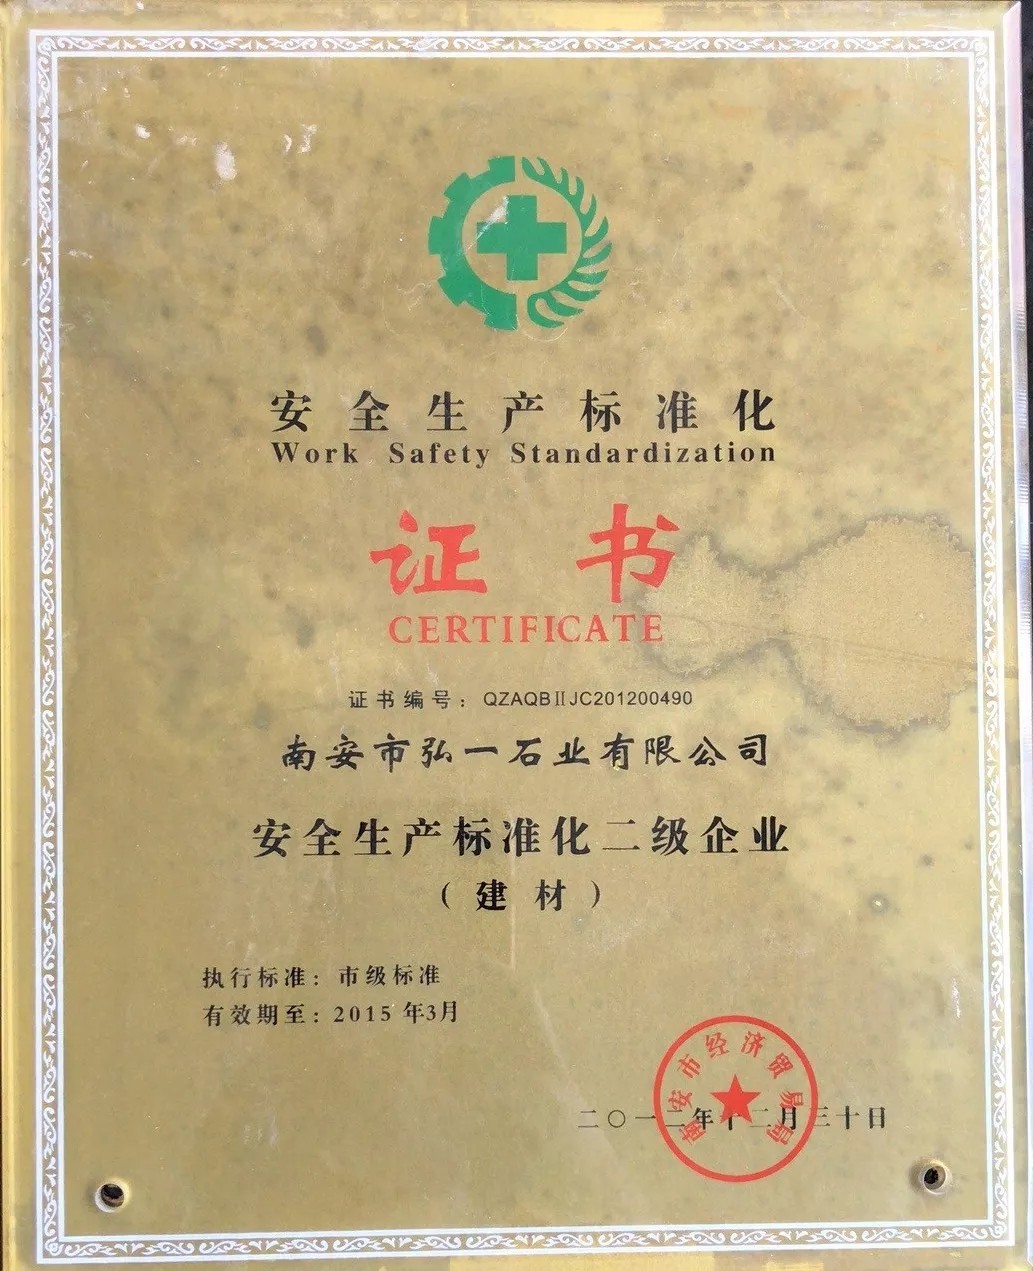 安全生产标准化
Work Safety Standardization
证书
CERTIFICATE
证书编号：QZAQBⅡJC201200490
南安市弘一石业有限公司
安全生产标准化二级企业
（建材）
执行标准：市级标准
有效期至：2015年3月
南安市经济贸易局
二〇一二年十二月三十日